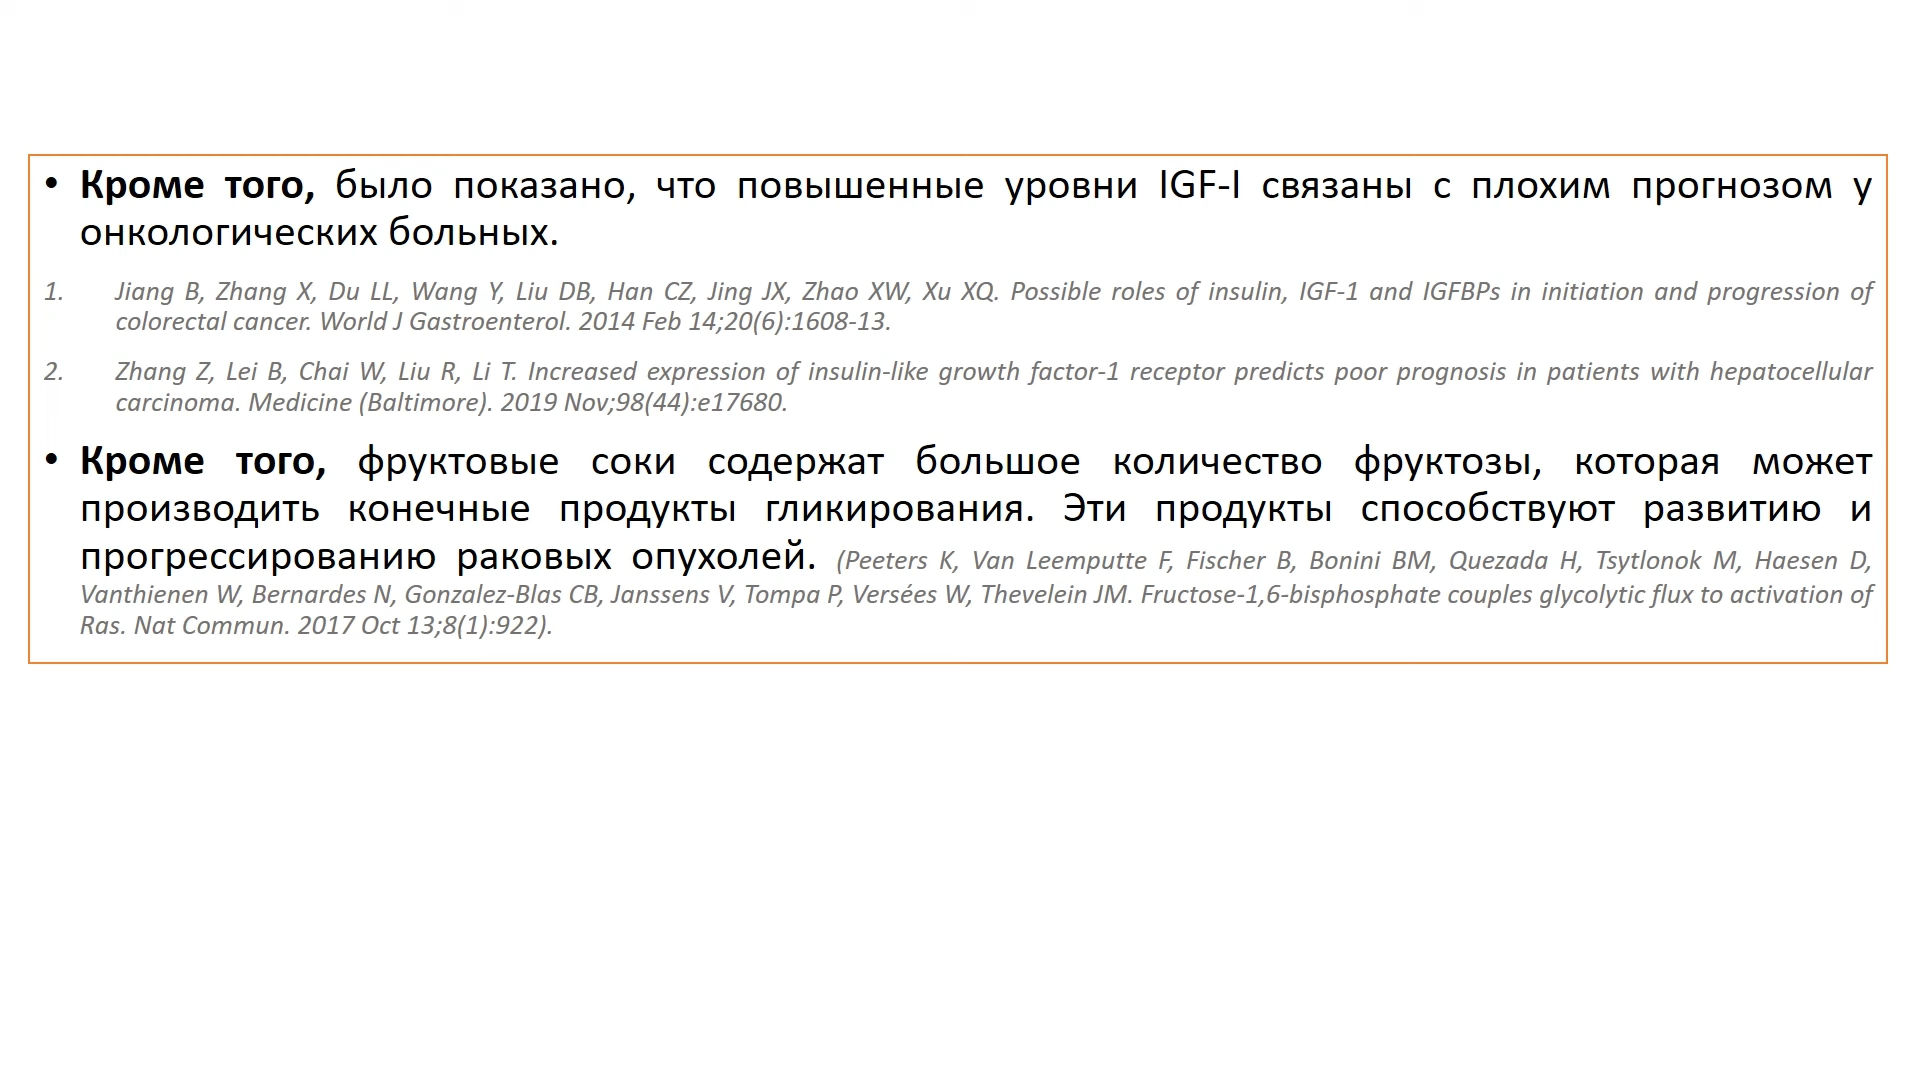 • Кроме того, было показано, что повышенные уровни IGF-I связаны с плохим прогнозом у
онкологических больных.
1. Jiang B, Zhang X, Du LL, Wang Y, Liu DB, Han CZ, Jing JX, Zhao XW, Xu XQ. Possible roles of insulin, IGF-1 and IGFBPs in initiation and progression of
colorectal cancer. World J Gastroenterol. 2014 Feb 14;20(6):1608-13.
2. Zhang Z, Lei B, Chai W, Liu R, Li T. Increased expression of insulin-like growth factor-1 receptor predicts poor prognosis in patients with hepatocellular
carcinoma. Medicine (Baltimore). 2019 Nov;98(44):e17680.
• Кроме того, фруктовые соки содержат большое количество фруктозы, которая может
производить конечные продукты гликирования. Эти продукты способствуют развитию и
прогрессированию раковых опухолей. (Peeters K, Van Leemputte F, Fischer B, Bonini BM, Quezada H, Tsytlonok M, Haesen D,
Vanthienen W, Bernardes N, Gonzalez-Blas CB, Janssens V, Tompa P, Versées W, Thevelein JM. Fructose-1,6-bisphosphate couples glycolytic flux to activation of
Ras. Nat Commun. 2017 Oct 13;8(1):922).